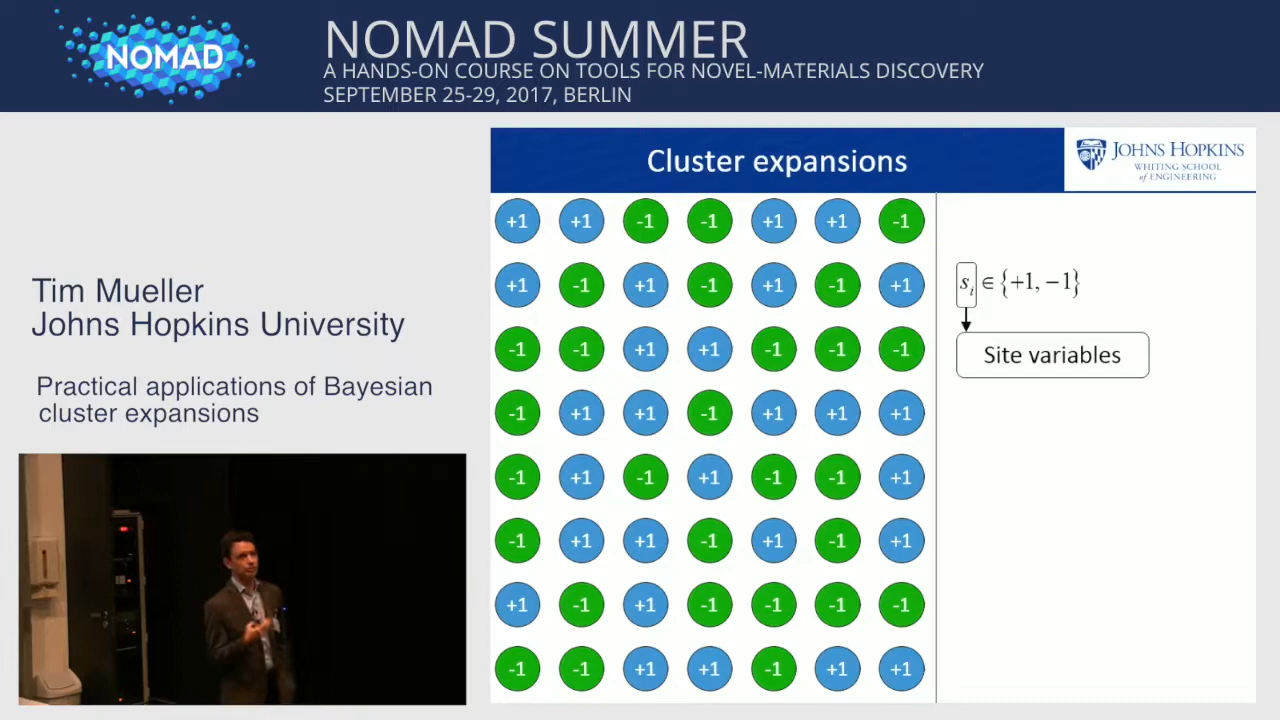 NOMAD
NOMAD SUMMER
A HANDS-ON COURSE ON TOOLS FOR NOVEL-MATERIALS DISCOVERY
SEPTEMBER 25-29, 2017, BERLIN
Tim Mueller
Johns Hopkins University
Practical applications of Bayesian
cluster expansions
Cluster expansions
JOHNS HOPKINS
WHITING SCHOOL
of ENGINEERING
+1 +1 -1 -1 +1 +1 -1
+1 -1 +1 -1 +1 -1 +1
-1 -1 +1 +1 -1 -1 -1
-1 +1 +1 -1 +1 +1 +1
-1 +1 -1 +1 -1 -1 +1
-1 +1 +1 -1 +1 -1 +1
+1 -1 +1 -1 -1 -1 -1
-1 -1 +1 +1 -1 +1 +1
s_i ∈ {+1, −1}
Site variables